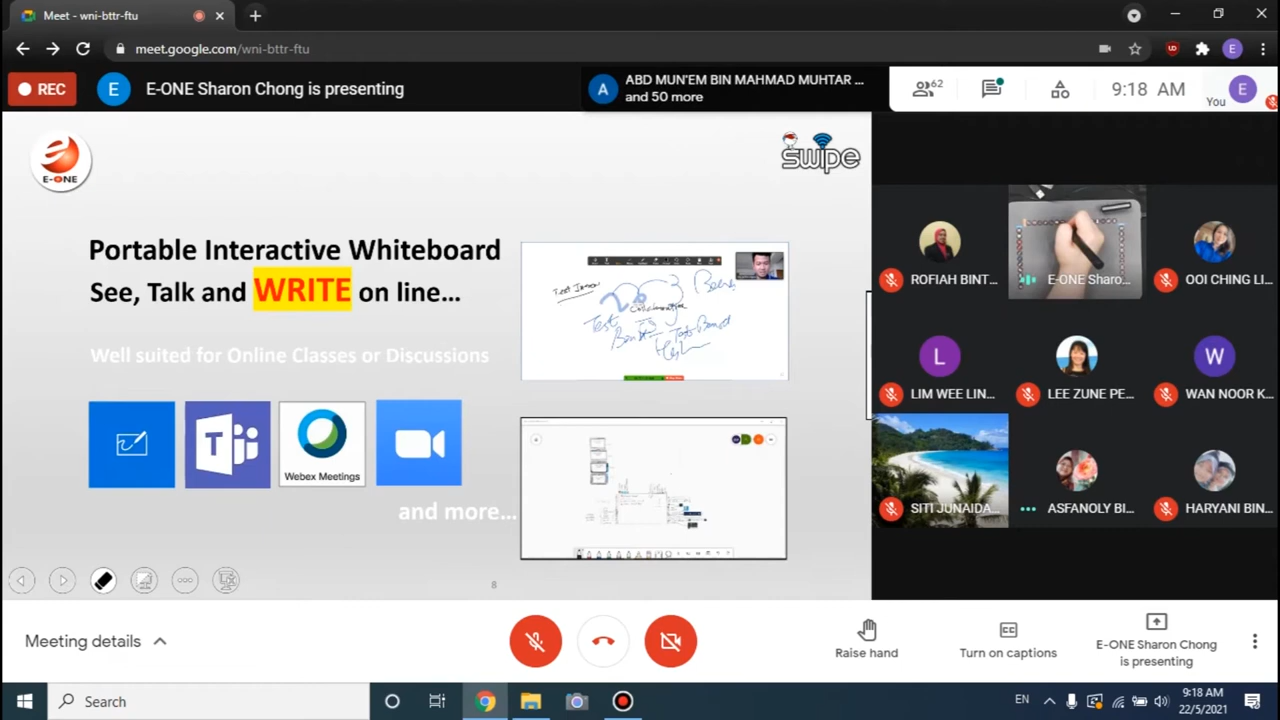 Meet - wni-bttr-ftu
meet.google.com/wni-bttr-ftu
E
REC
E
E-ONE Sharon Chong is presenting
A
ABD MUN'EM BIN MAHMAD MUHTAR ...
and 50 more
62
9:18 AM
You
E
E-ONE
swipe
Portable Interactive Whiteboard
See, Talk and WRITE on line...
Well suited for Online Classes or Discussions
T
Webex Meetings
and more...
8
Test
ROFIAH BINT...
E-ONE Sharo...
OOI CHING LI...
L
LIM WEE LIN...
LEE ZUNE PE...
W
WAN NOOR K...
SITI JUNAIDA...
ASFANOLY BI...
HARYANI BIN...
Meeting details
Raise hand
CC
Turn on captions
E-ONE Sharon Chong
is presenting
Search
EN
9:18 AM
22/5/2021